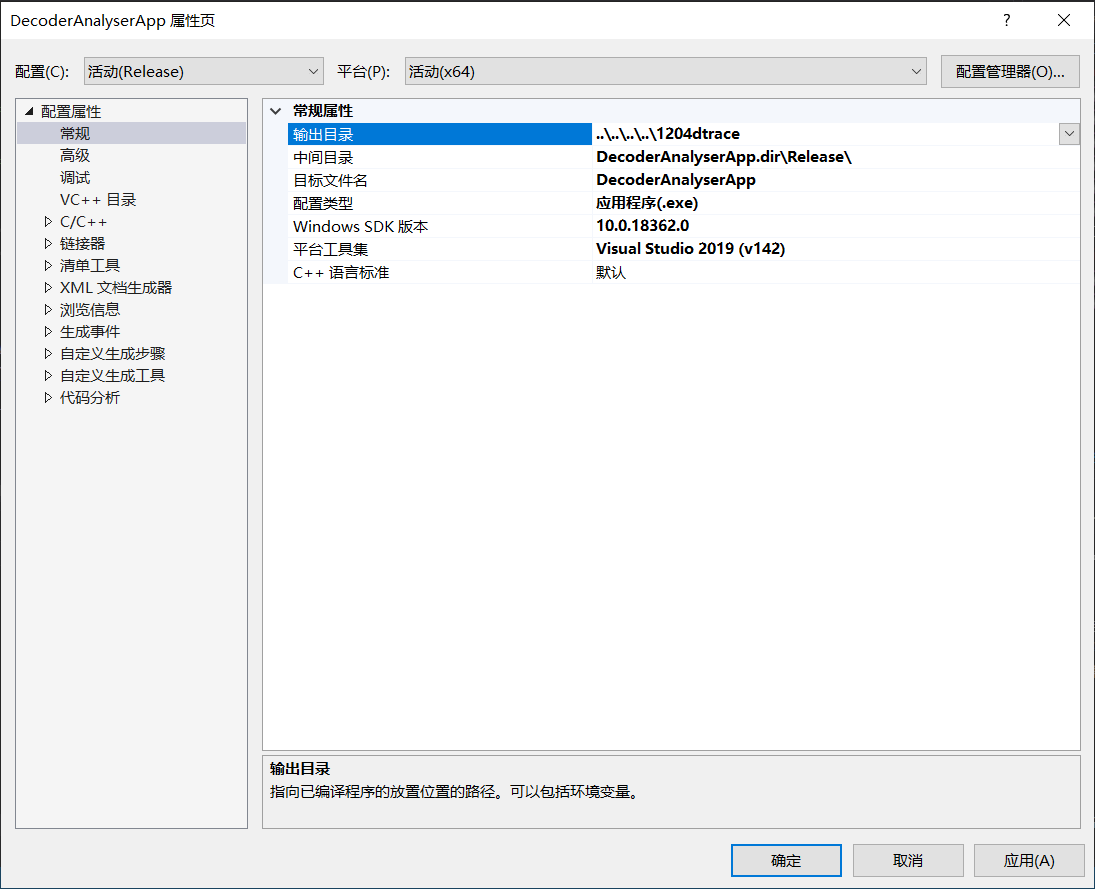 DecoderAnalyserApp 属性页
配置(C): 活动(Release) 平台(P): 活动(x64) 配置管理器(O)...
配置属性
常规
高级
调试
VC++ 目录
C/C++
链接器
清单工具
XML 文档生成器
浏览信息
生成事件
自定义生成步骤
自定义生成工具
代码分析
常规属性
输出目录 ..\..\..\..\1204dtrace
中间目录 DecoderAnalyserApp.dir\Release\
目标文件名 DecoderAnalyserApp
配置类型 应用程序(.exe)
Windows SDK 版本 10.0.18362.0
平台工具集 Visual Studio 2019 (v142)
C++ 语言标准 默认
输出目录
指向已编译程序的放置位置的路径。可以包括环境变量。
确定 取消 应用(A)